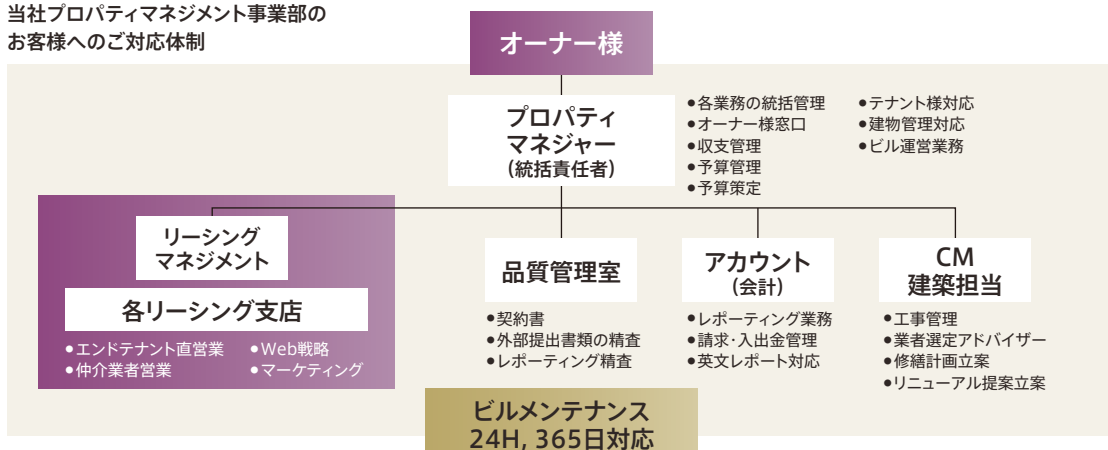 当社プロパティマネジメント事業部の
お客様へのご対応体制
オーナー様
プロパティ
マネジャー
(統括責任者)
●各業務の統括管理
●オーナー様窓口
●収支管理
●予算管理
●予算策定
●テナント様対応
●建物管理対応
●ビル運営業務
リーシング
マネジメント
各リーシング支店
●エンドテナント直営業
●仲介業者営業
●Web戦略
●マーケティング
品質管理室
●契約書
●外部提出書類の精査
●レポーティング精査
アカウント
(会計)
●レポーティング業務
●請求・入出金管理
●英文レポート対応
CM
建築担当
●工事管理
●業者選定アドバイザー
●修繕計画立案
●リニューアル提案立案
ビルメンテナンス
24H, 365日対応